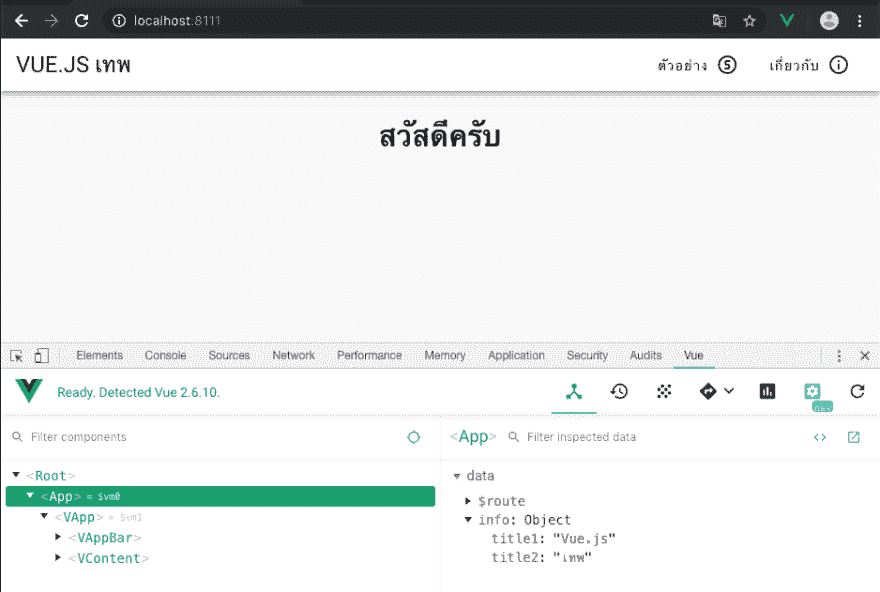 localhost:8111
VUE.JS เทพ
ตัวอย่าง
S
เกี่ยวกับ
สวัสดีครับ
Elements Console Sources Network Performance Memory Application Security Audits Vue
Ready. Detected Vue 2.6.10.
Filter components
<App> Filter inspected data
<Root>
<App> = $vm0
<VApp> = $vm1
<VAppBar>
<VContent>
data
$route
info: Object
title1: "Vue.js"
title2: "เทพ"